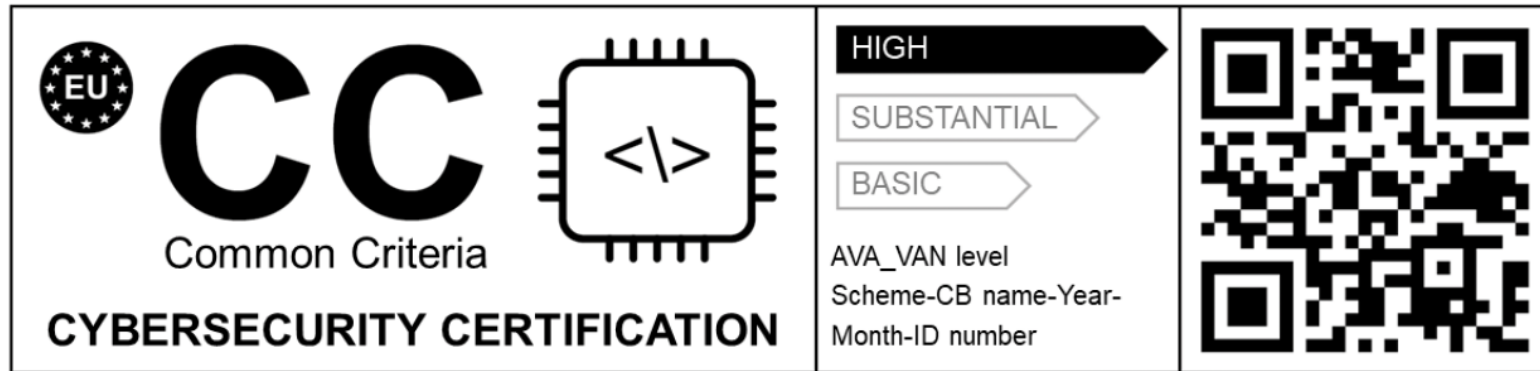 EU
CC
Common Criteria
<\>
CYBERSECURITY CERTIFICATION
HIGH
SUBSTANTIAL
BASIC
AVA_VAN level
Scheme-CB name-Year-
Month-ID number